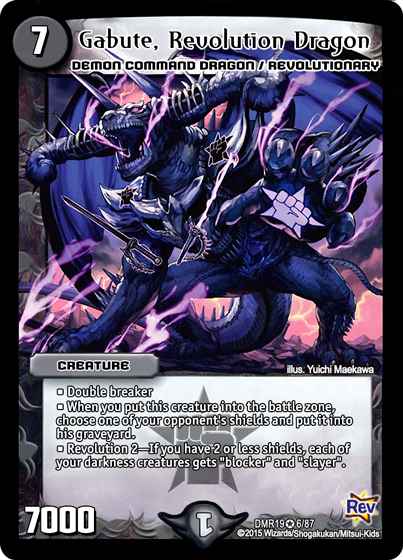 7
Gabute, Revolution Dragon
DEMON COMMAND DRAGON / REVOLUTIONARY
illus. Yuichi Maekawa
CREATURE
▪ Double breaker
▪ When you put this creature into the battle zone,
choose one of your opponent's shields and put it into
his graveyard.
▪ Revolution 2—If you have 2 or less shields, each of
your darkness creatures gets "blocker" and "slayer".
Rev
7000
DMR19 ✪ 6/87
©2015 Wizards/Shogakukan/Mitsui-Kids